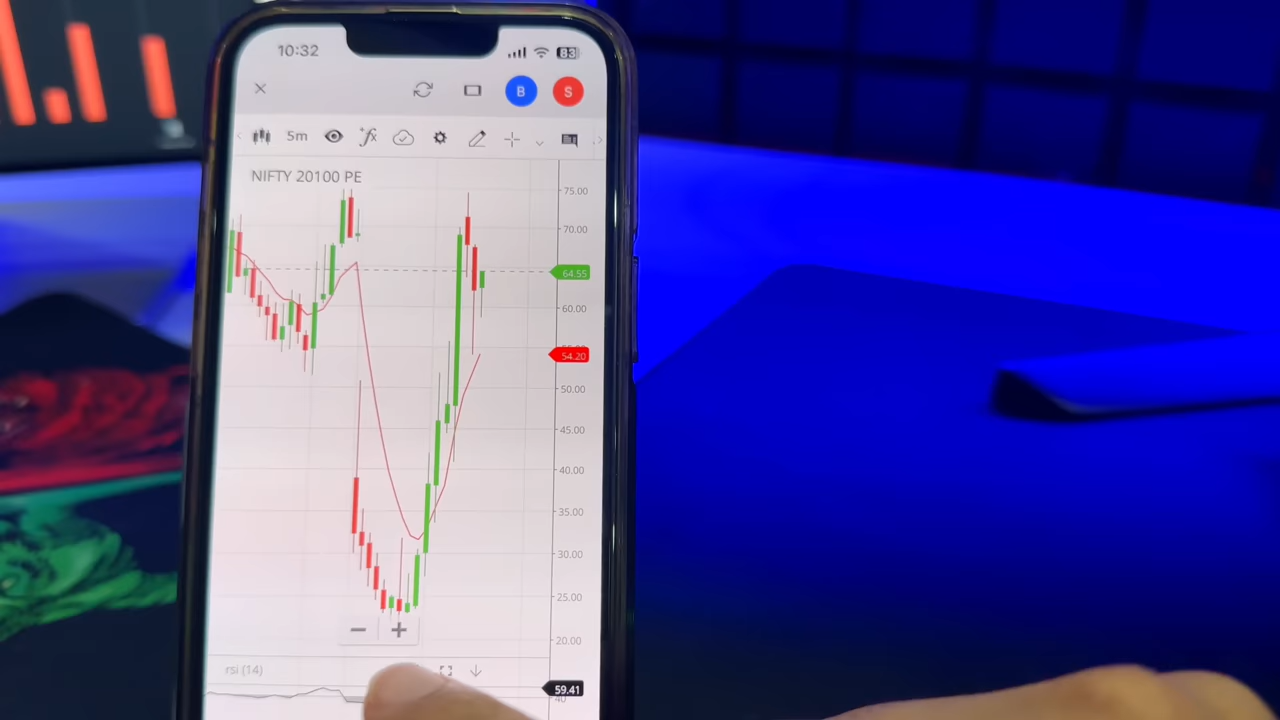 10:32
83
B
S
5m
fx
NIFTY 20100 PE
75.00
70.00
64.55
60.00
54.20
50.00
45.00
40.00
35.00
30.00
25.00
20.00
rsi (14)
59.41
40